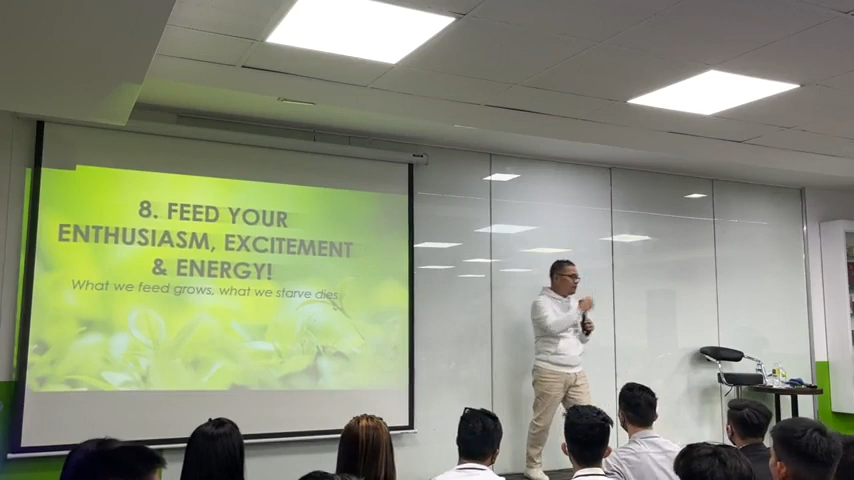 8. FEED YOUR
ENTHUSIASM, EXCITEMENT
& ENERGY!
What we feed grows, what we starve dies.